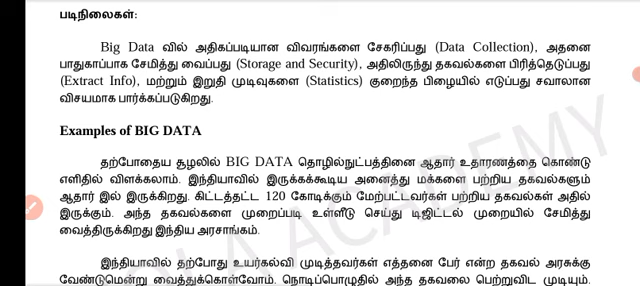 படிநிலைகள்:
Big Data வில் அதிகப்படியான விவரங்களை சேகரிப்பது (Data Collection), அதனை
பாதுகாப்பாக சேமித்து வைப்பது (Storage and Security), அதிலிருந்து தகவல்களை பிரித்தெடுப்பது
(Extract Info), மற்றும் இறுதி முடிவுகளை (Statistics) குறைந்த பிழையில் எடுப்பது சவாலான
விசயமாக பார்க்கப்படுகிறது.
Examples of BIG DATA
தற்போதைய சூழலில் BIG DATA தொழில்நுட்பத்தினை ஆதார் உதாரணத்தை கொண்டு
எளிதில் விளக்கலாம். இந்தியாவில் இருக்கக்கூடிய அனைத்து மக்களை பற்றிய தகவல்களும்
ஆதார் இல் இருக்கிறது. கிட்டத்தட்ட 120 கோடிக்கும் மேற்பட்டவர்கள் பற்றிய தகவல்கள் அதில்
இருக்கும். அந்த தகவல்களை முறைப்படி உள்ளீடு செய்து டிஜிட்டல் முறையில் சேமித்து
வைத்திருக்கிறது இந்திய அரசாங்கம்.
இந்தியாவில் தற்போது உயர்கல்வி முடித்தவர்கள் எத்தனை பேர் என்ற தகவல் அரசுக்கு
வேண்டுமென்று வைத்துக்கொள்வோம். நொடிப்பொழுதில் அந்த தகவலை பெற்றுவிட முடியும்.
ACADEMY